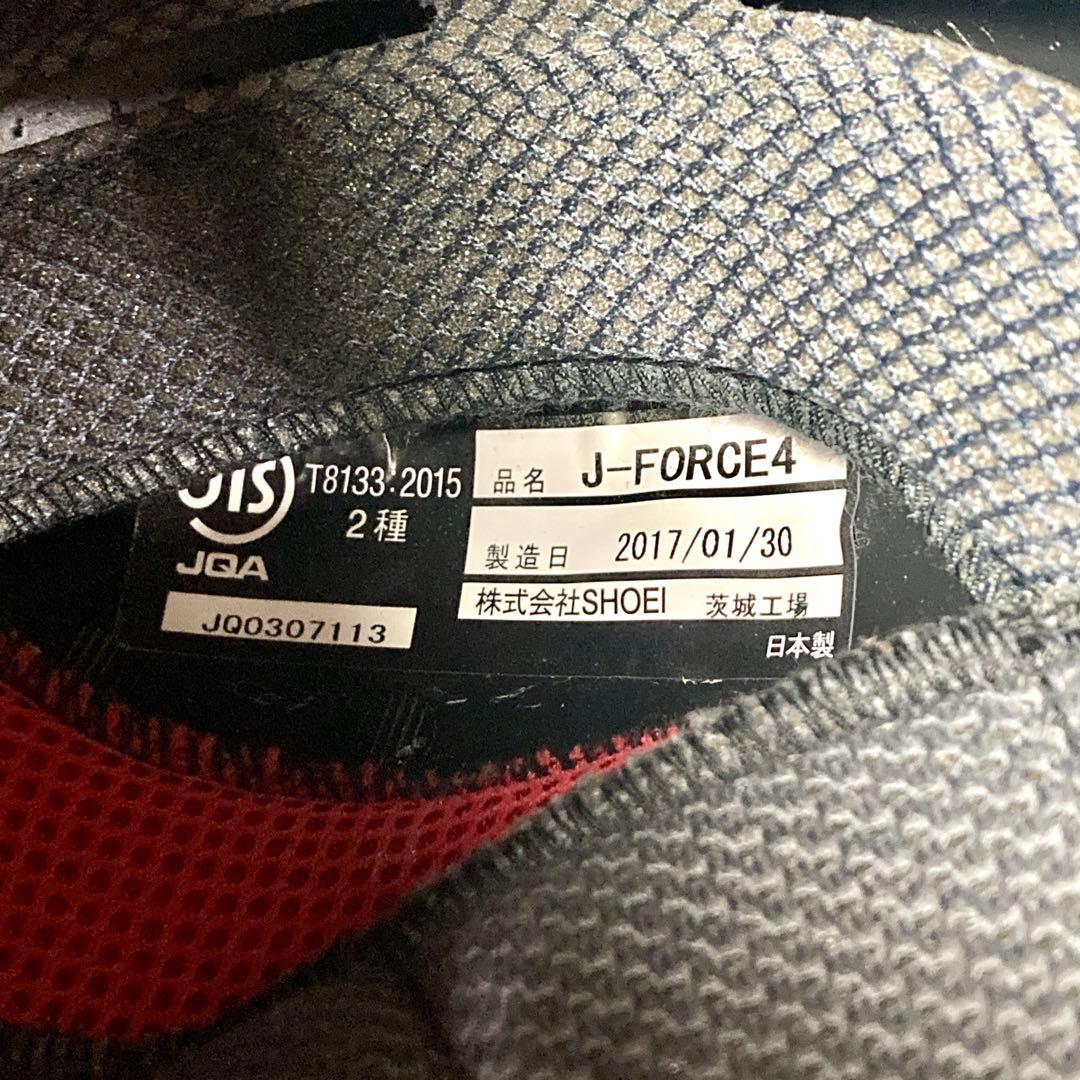 JIS
T8133:2015
2種
JQA
JQ0307113
品名 J-FORCE4
製造日 2017/01/30
株式会社SHOEI 茨城工場
日本製